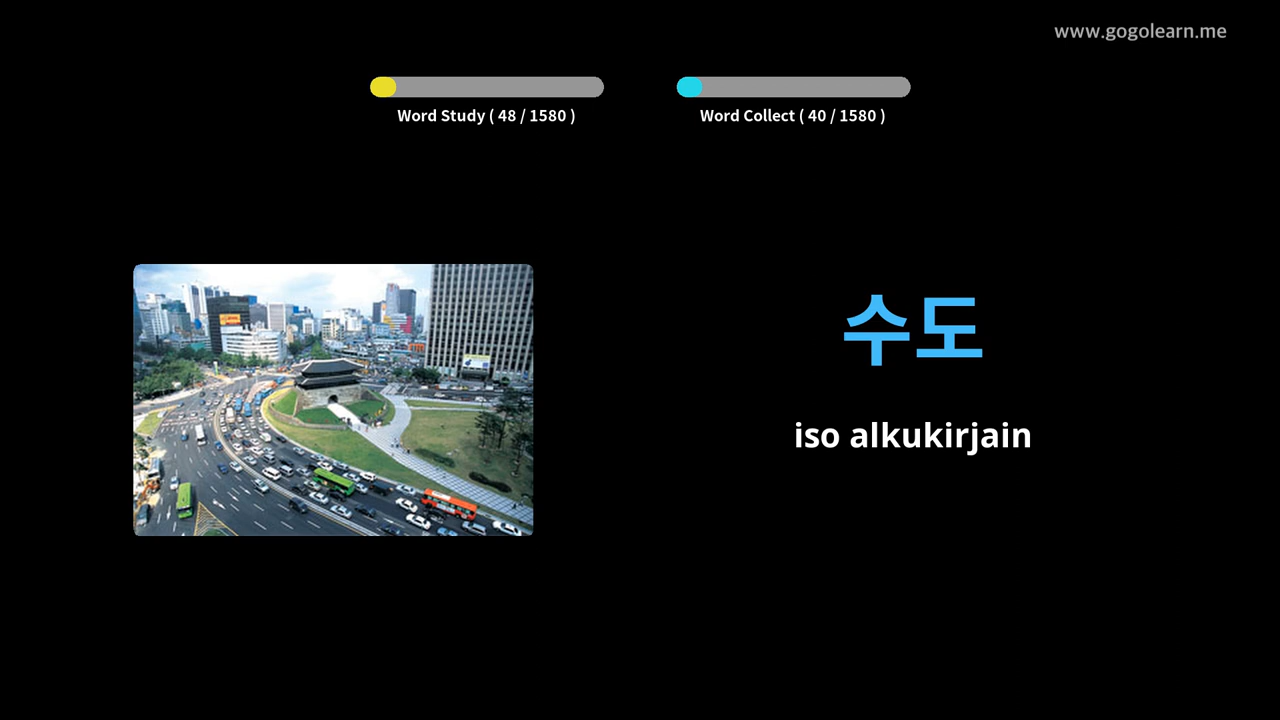 www.gogolearn.me
Word Study ( 48 / 1580 )
Word Collect ( 40 / 1580 )
수도
iso alkukirjain